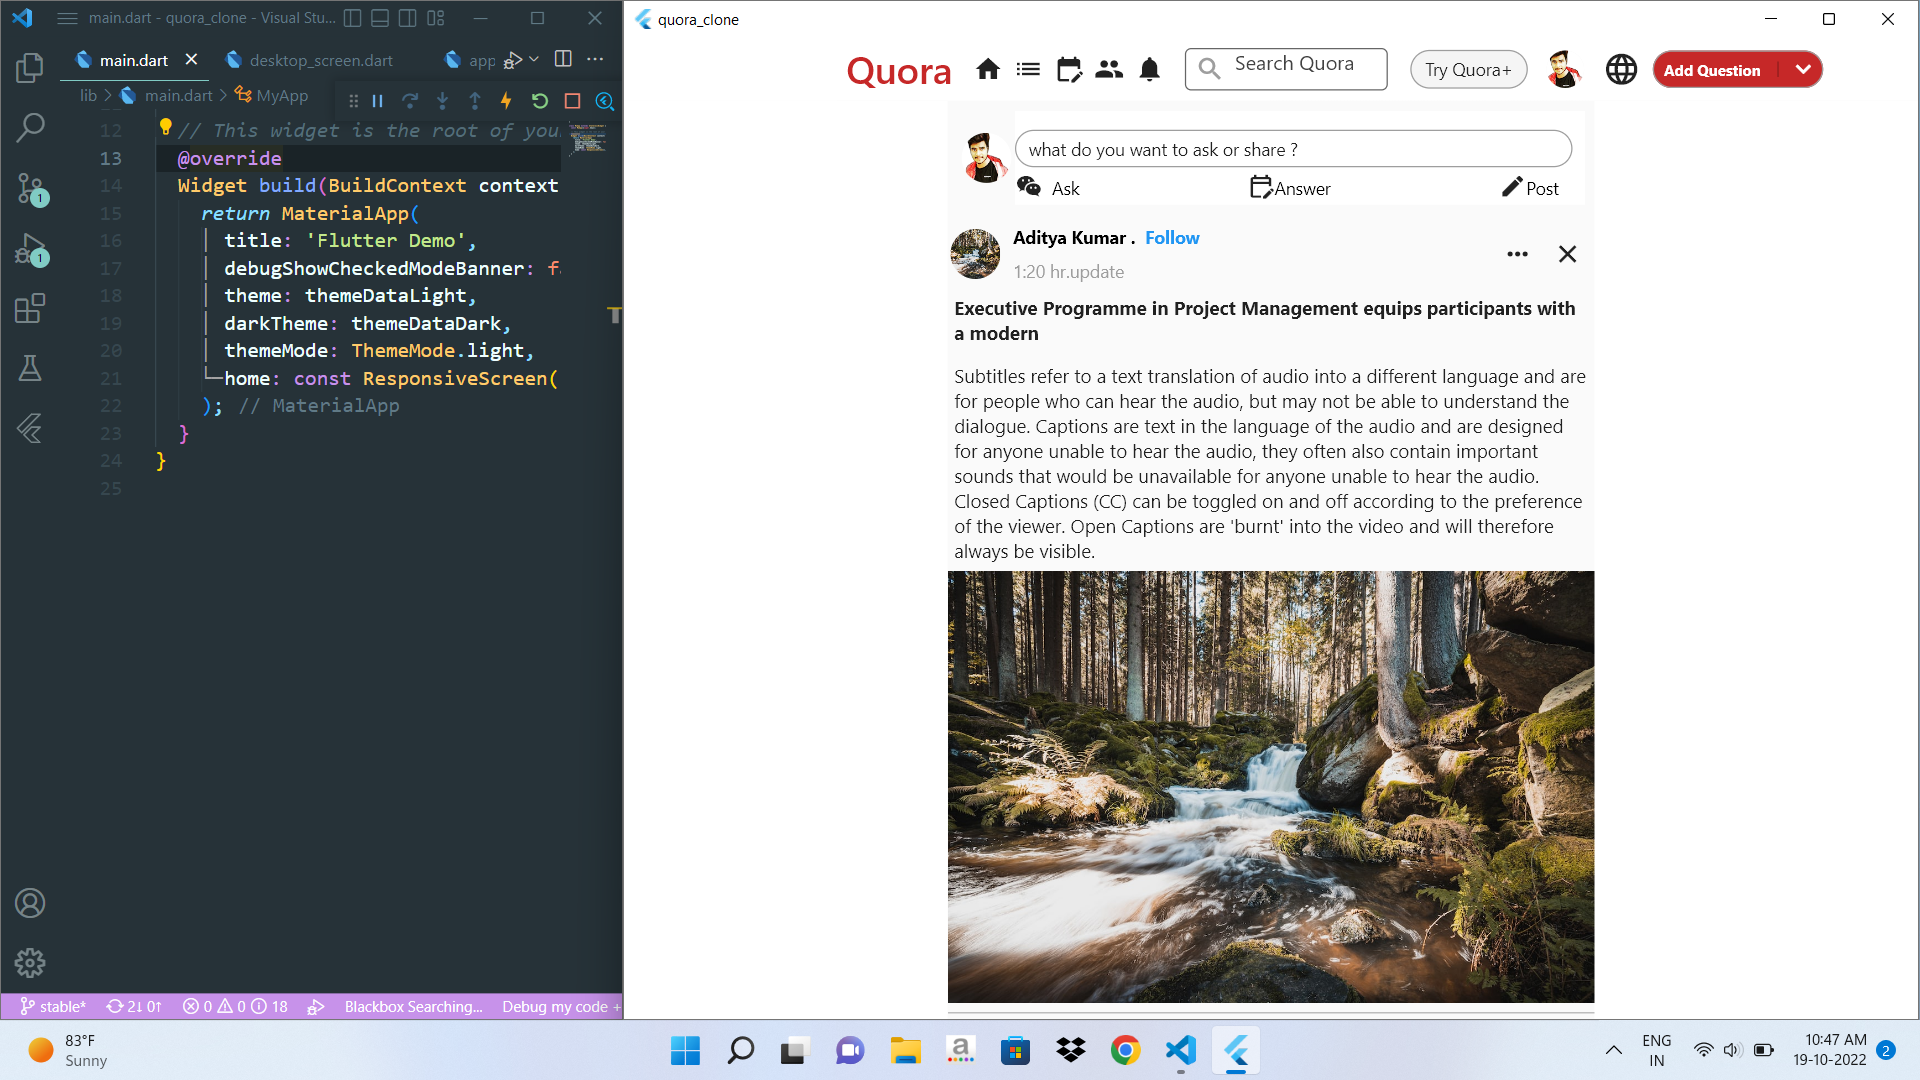 main.dart - quora_clone - Visual Stu...
main.dart
desktop_screen.dart
app
lib > main.dart > MyApp
12 // This widget is the root of you
13 @override
14 Widget build(BuildContext context
15 return MaterialApp(
16 title: 'Flutter Demo',
17 debugShowCheckedModeBanner: f
18 theme: themeDataLight,
19 darkTheme: themeDataDark,
20 themeMode: ThemeMode.light,
21 home: const ResponsiveScreen(
22 ); // MaterialApp
23 }
24 }
25
1
1
stable* 2↓ 0↑ 0 0 18 Blackbox Searching... Debug my code +
quora_clone
Quora
Search Quora
Try Quora+
Add Question
what do you want to ask or share ?
Ask
Answer
Post
Aditya Kumar . Follow
1:20 hr.update
Executive Programme in Project Management equips participants with
a modern
Subtitles refer to a text translation of audio into a different language and are
for people who can hear the audio, but may not be able to understand the
dialogue. Captions are text in the language of the audio and are designed
for anyone unable to hear the audio, they often also contain important
sounds that would be unavailable for anyone unable to hear the audio.
Closed Captions (CC) can be toggled on and off according to the preference
of the viewer. Open Captions are 'burnt' into the video and will therefore
always be visible.
83°F
Sunny
a
ENG
IN
10:47 AM
19-10-2022
2